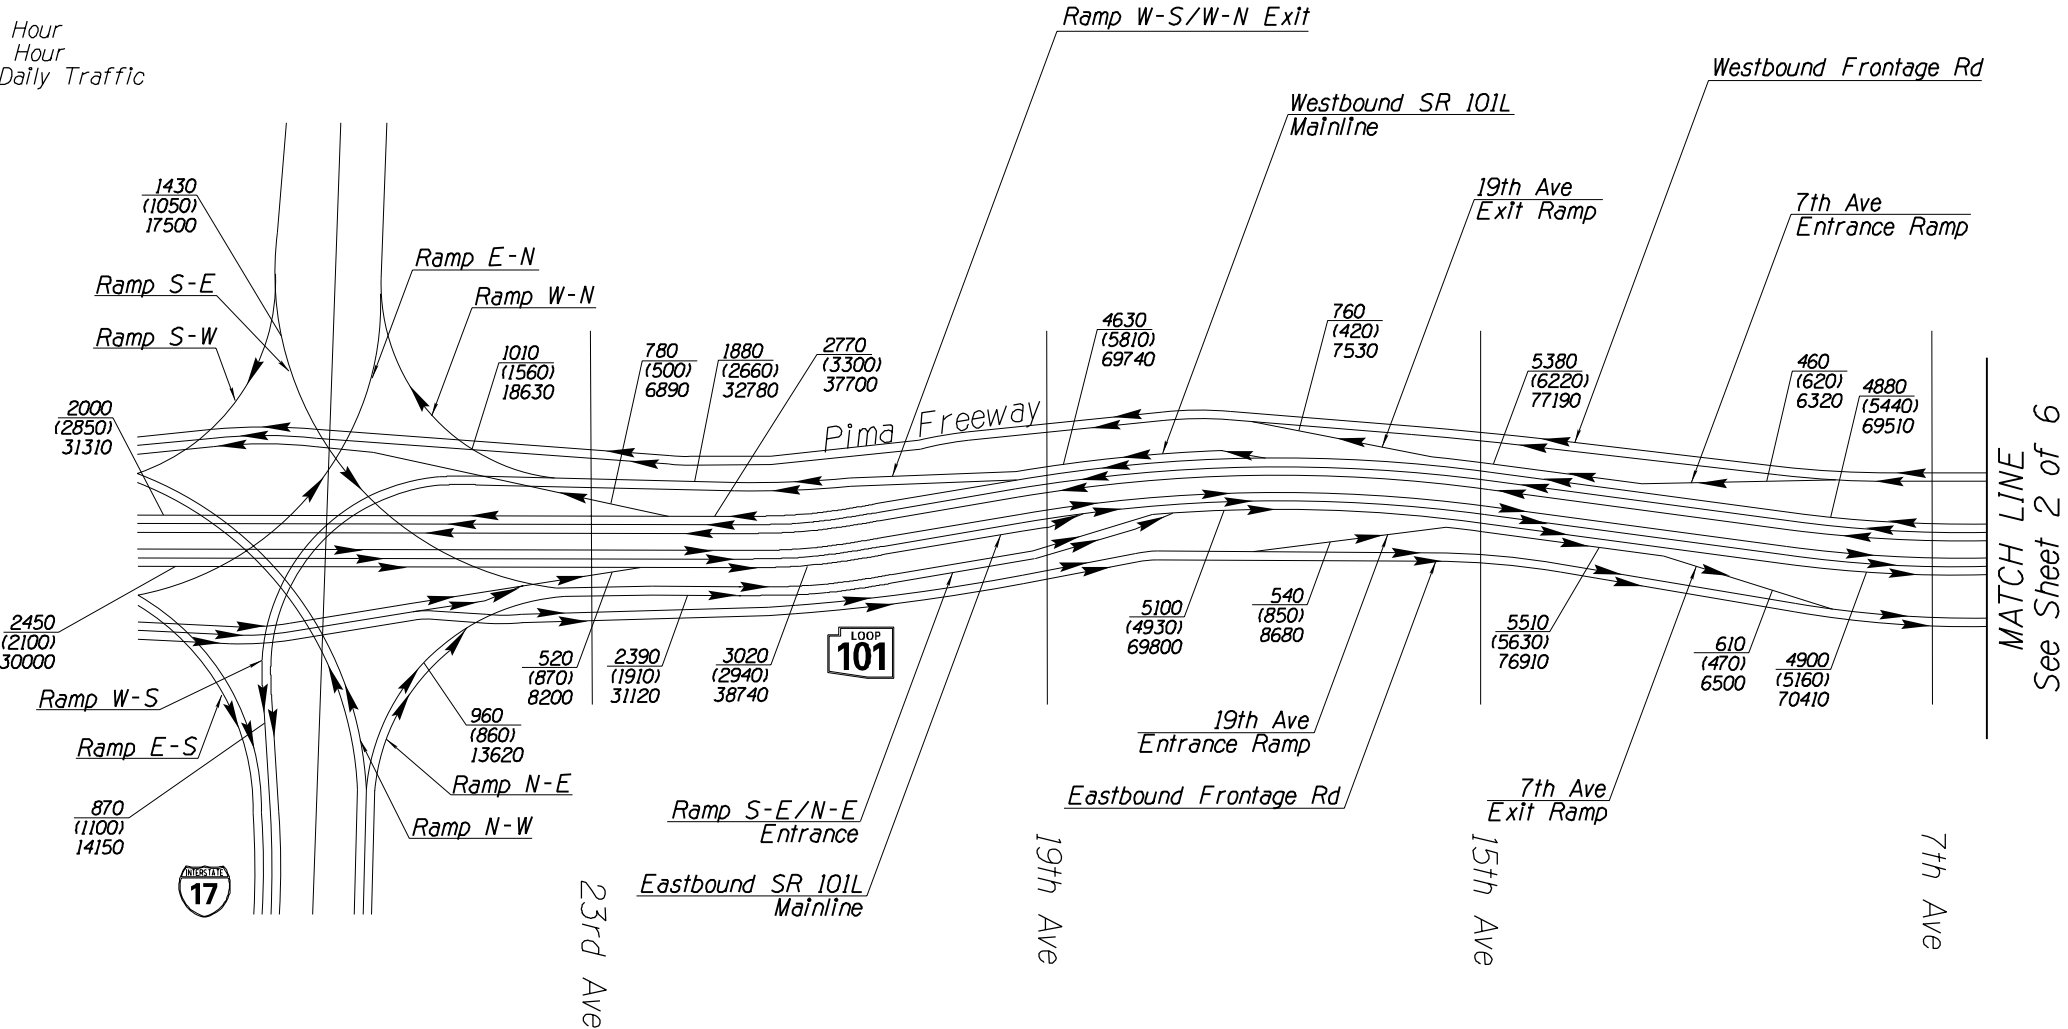 Hour
Hour
Daily Traffic
Ramp W-S/W-N Exit
Westbound Frontage Rd
Westbound SR 101L
Mainline
19th Ave
Exit Ramp
7th Ave
Entrance Ramp
1430
(1050)
17500
Ramp S-E
Ramp S-W
Ramp E-N
Ramp W-N
2000
(2850)
31310
1010
(1560)
18630
780
(500)
6890
1880
(2660)
32780
2770
(3300)
37700
4630
(5810)
69740
760
(420)
7530
5380
(6220)
77190
460
(620)
6320
4880
(5440)
69510
Pima Freeway
MATCH LINE
See Sheet 2 of 6
2450
(2100)
30000
Ramp W-S
Ramp E-S
870
(1100)
14150
INTERSTATE
17
960
(860)
13620
Ramp N-E
Ramp N-W
520
(870)
8200
2390
(1910)
31120
3020
(2940)
38740
LOOP
101
5100
(4930)
69800
540
(850)
8680
5510
(5630)
76910
610
(470)
6500
4900
(5160)
70410
19th Ave
Entrance Ramp
Eastbound Frontage Rd
7th Ave
Exit Ramp
Ramp S-E/N-E
Entrance
Eastbound SR 101L
Mainline
23rd Ave
19th Ave
15th Ave
7th Ave